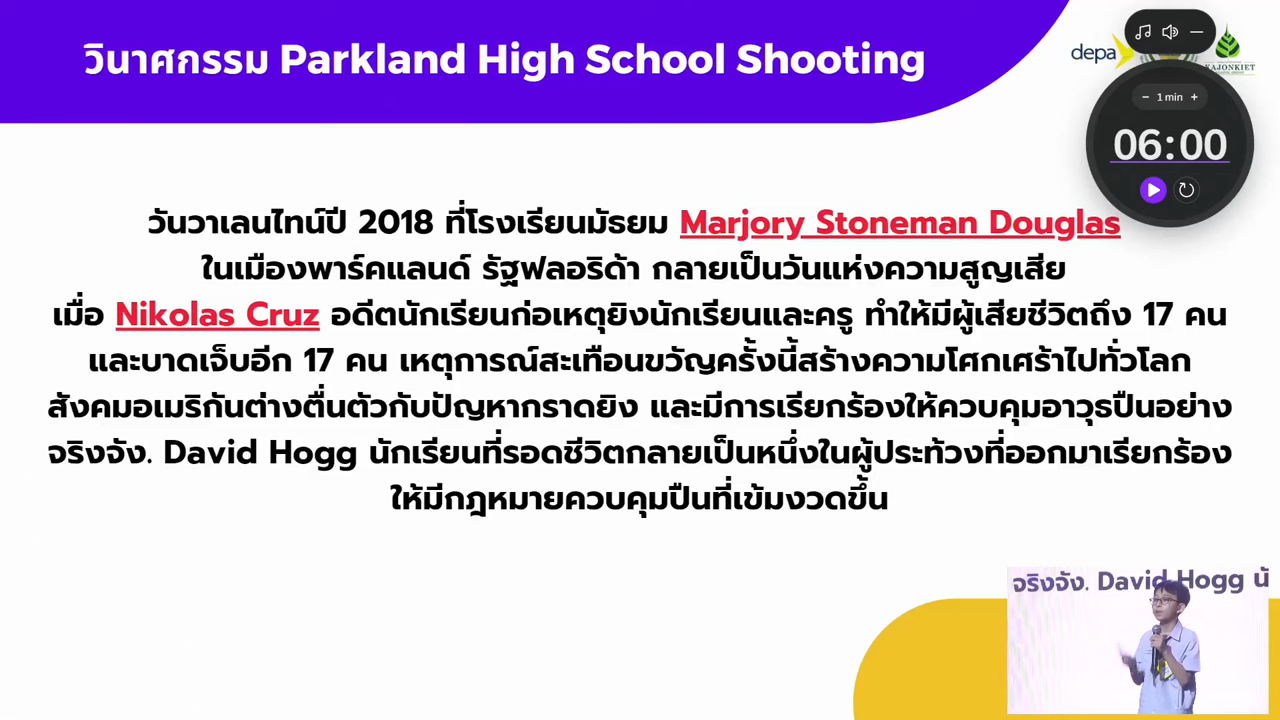 วินาศกรรม Parkland High School Shooting
depa
KAJONKIET
− 1 min +
06:00
วันวาเลนไทน์ปี 2018 ที่โรงเรียนมัธยม Marjory Stoneman Douglas
ในเมืองพาร์คแลนด์ รัฐฟลอริด้า กลายเป็นวันแห่งความสูญเสีย
เมื่อ Nikolas Cruz อดีตนักเรียนก่อเหตุยิงนักเรียนและครู ทำให้มีผู้เสียชีวิตถึง 17 คน
และบาดเจ็บอีก 17 คน เหตุการณ์สะเทือนขวัญครั้งนี้สร้างความโศกเศร้าไปทั่วโลก
สังคมอเมริกันต่างตื่นตัวกับปัญหากราดยิง และมีการเรียกร้องให้ควบคุมอาวุธปืนอย่าง
จริงจัง. David Hogg นักเรียนที่รอดชีวิตกลายเป็นหนึ่งในผู้ประท้วงที่ออกมาเรียกร้อง
ให้มีกฎหมายควบคุมปืนที่เข้มงวดขึ้น
จริงจัง. David Hogg นั